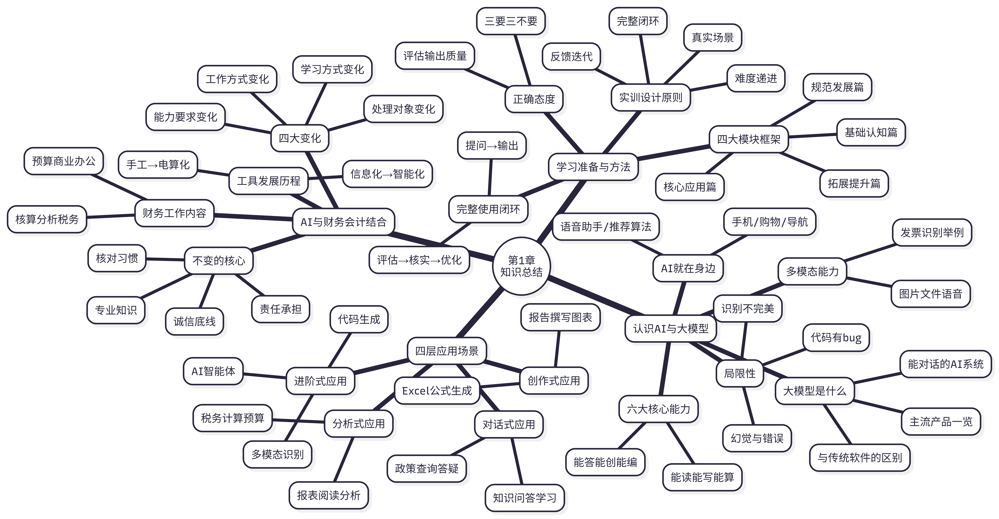 三要三不要
完整闭环
真实场景
评估输出质量
反馈迭代
学习方式变化
工作方式变化
难度递进
规范发展篇
正确态度
实训设计原则
处理对象变化
能力要求变化
四大变化
四大模块框架
基础认知篇
提问→输出
预算商业办公
手工→电算化
信息化→智能化
学习准备与方法
工具发展历程
核心应用篇
拓展提升篇
财务工作内容
完整使用闭环
核算分析税务
AI与财务会计结合
语音助手/推荐算法
手机/购物/导航
发票识别举例
核对习惯
不变的核心
评估→核实→优化
第1章
知识总结
AI就在身边
多模态能力
图片文件语音
专业知识
诚信底线
责任承担
代码生成
报告撰写图表
识别不完美
认识AI与大模型
代码有bug
四层应用场景
能对话的AI系统
AI智能体
进阶式应用
Excel公式生成
创作式应用
局限性
大模型是什么
税务计算预算
分析式应用
对话式应用
六大核心能力
主流产品一览
幻觉与错误
多模态识别
政策查询答疑
能答能创能编
与传统软件的区别
能读能写能算
报表阅读分析
知识问答学习